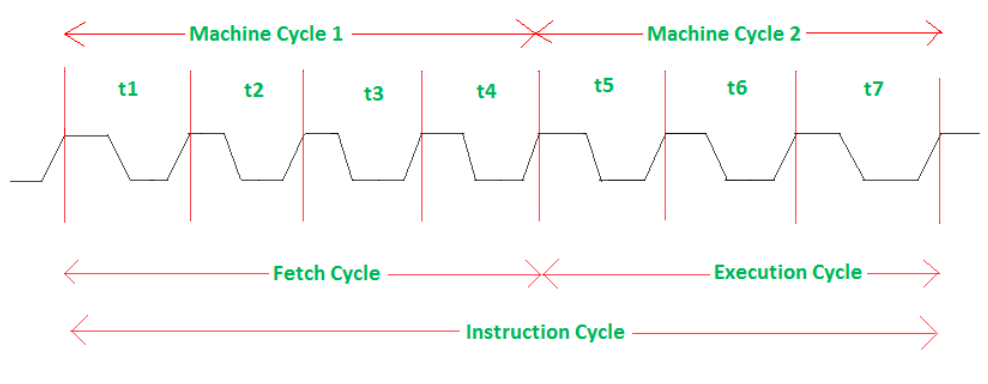 Machine Cycle 1 Machine Cycle 2
t1 t2 t3 t4 t5 t6 t7
Fetch Cycle Execution Cycle
Instruction Cycle